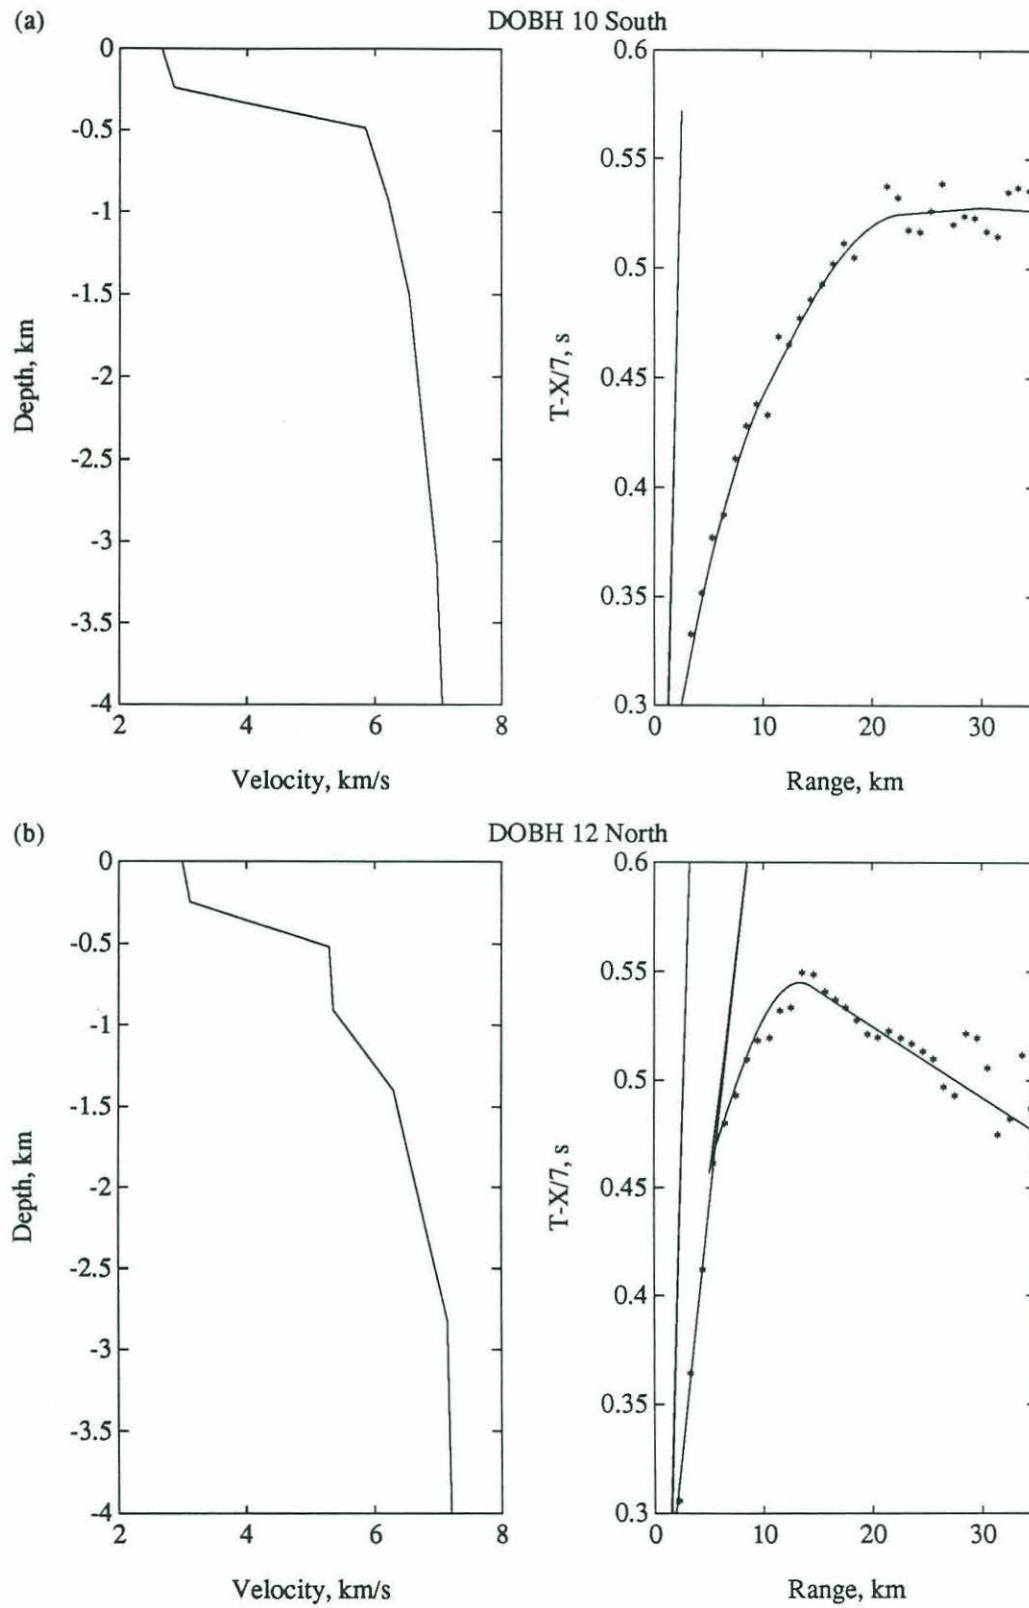 (a)
DOBH 10 South
0
-0.5
-1
-1.5
-2
-2.5
-3
-3.5
-4
2 4 6 8
Depth, km
Velocity, km/s
0.6
0.55
0.5
0.45
0.4
0.35
0.3
0 10 20 30
T-X/7, s
Range, km
(b)
DOBH 12 North
0
-0.5
-1
-1.5
-2
-2.5
-3
-3.5
-4
2 4 6 8
Depth, km
Velocity, km/s
0.6
0.55
0.5
0.45
0.4
0.35
0.3
0 10 20 30
T-X/7, s
Range, km